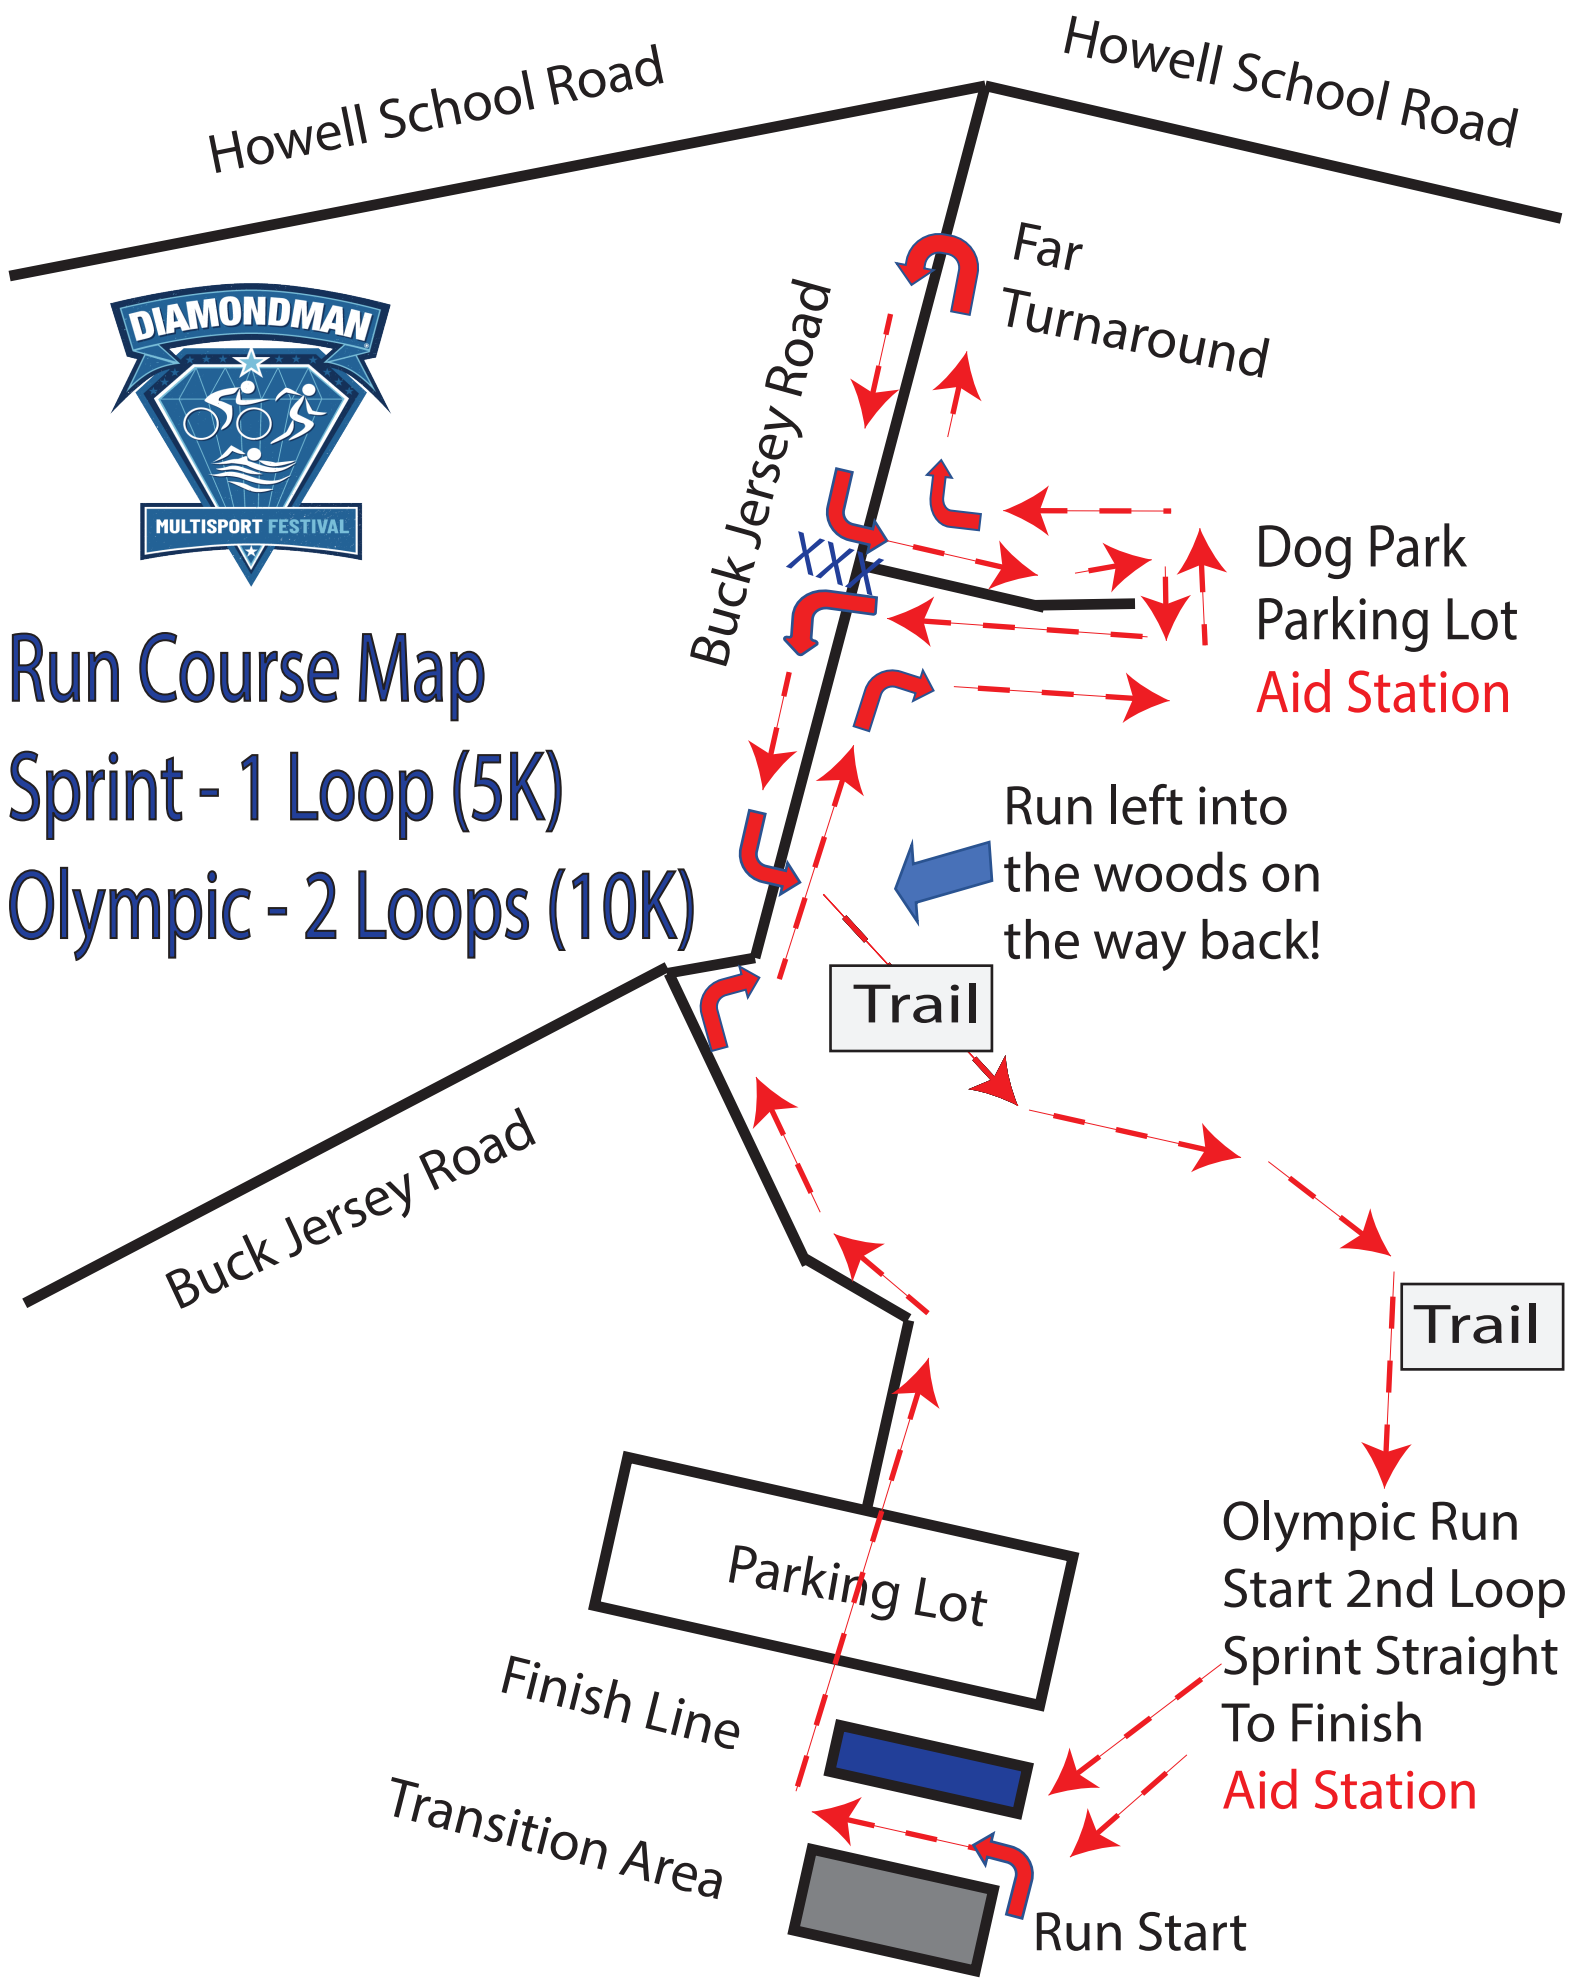 Howell School Road
Howell School Road
Far
Turnaround
Buck Jersey Road
DIAMONDMAN
MULTISPORT FESTIVAL
XXX
Dog Park
Parking Lot
Aid Station
Run Course Map
Sprint - 1 Loop (5K)
Olympic - 2 Loops (10K)
Run left into
the woods on
the way back!
Trail
Buck Jersey Road
Trail
Parking Lot
Olympic Run
Start 2nd Loop
Sprint Straight
To Finish
Aid Station
Finish Line
Transition Area
Run Start